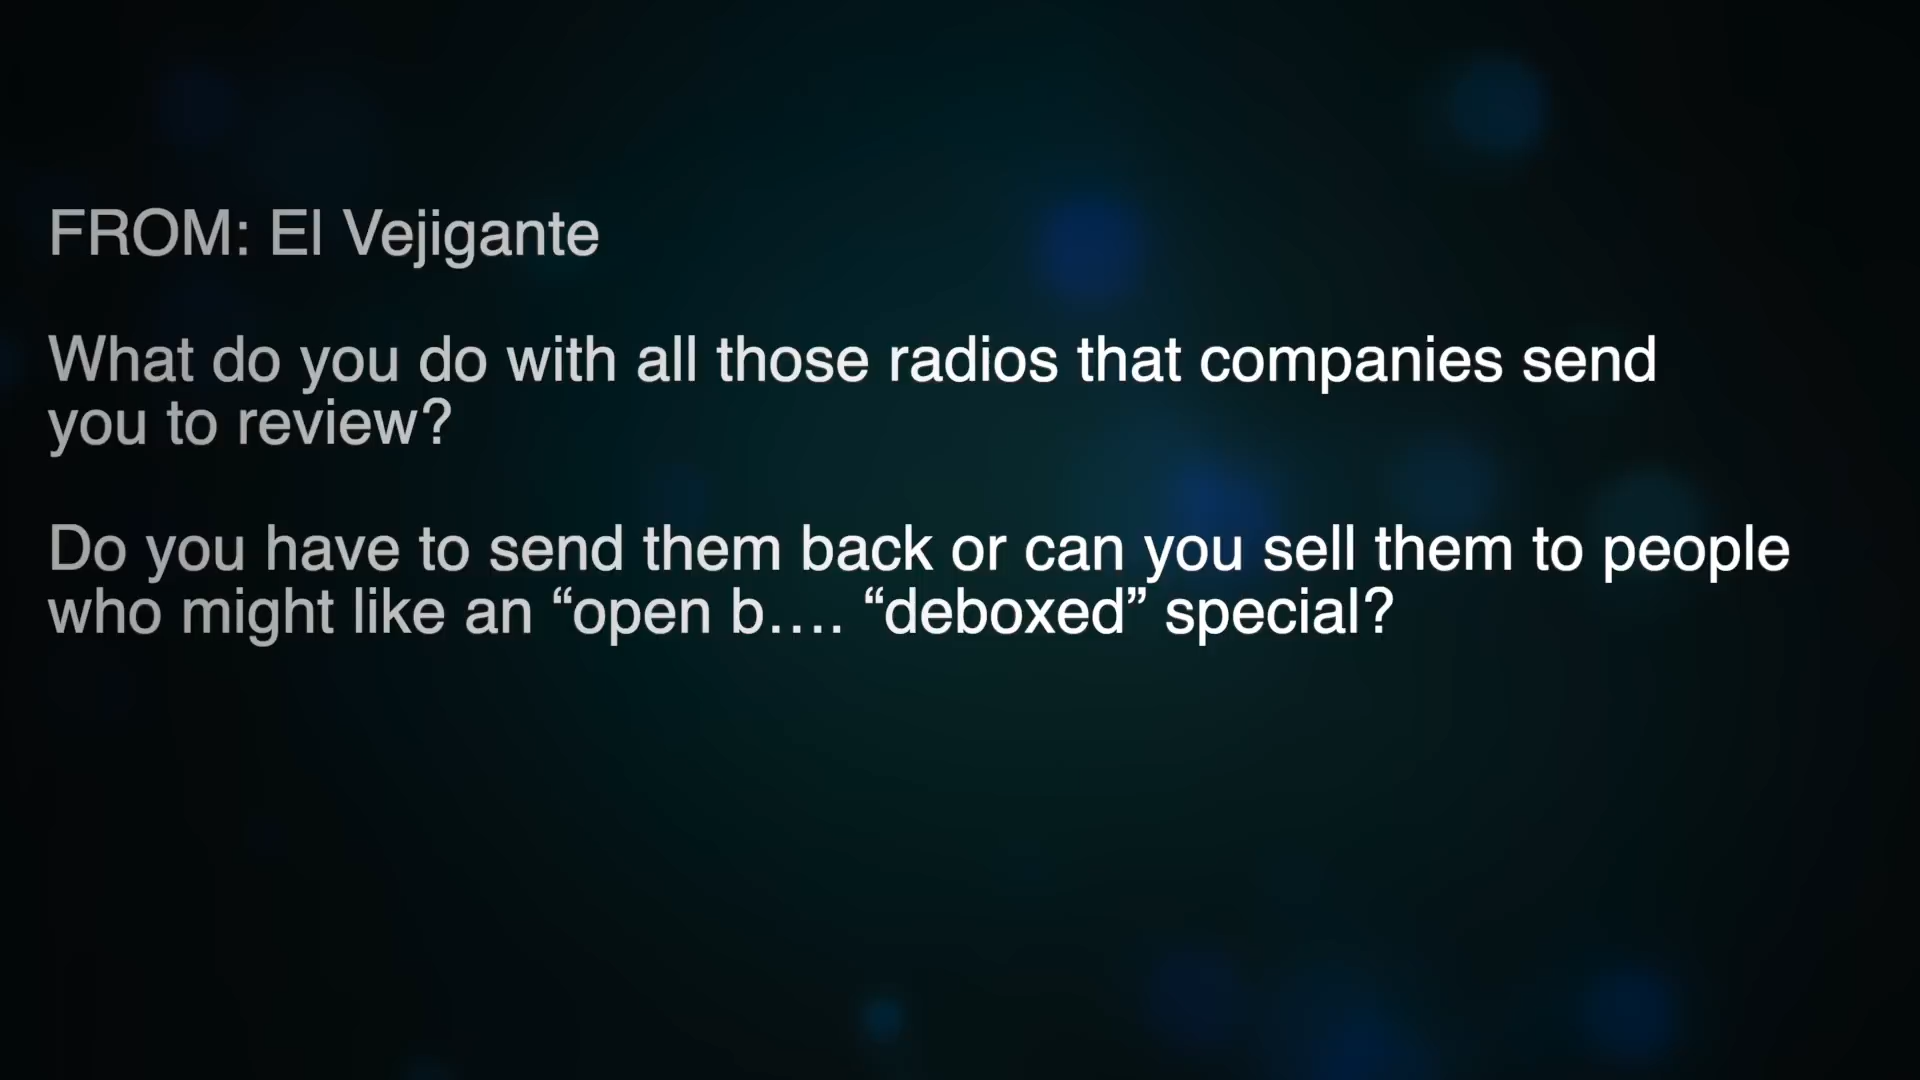 FROM: El Vejigante
What do you do with all those radios that companies send
you to review?
Do you have to send them back or can you sell them to people
who might like an “open b…. “deboxed” special?